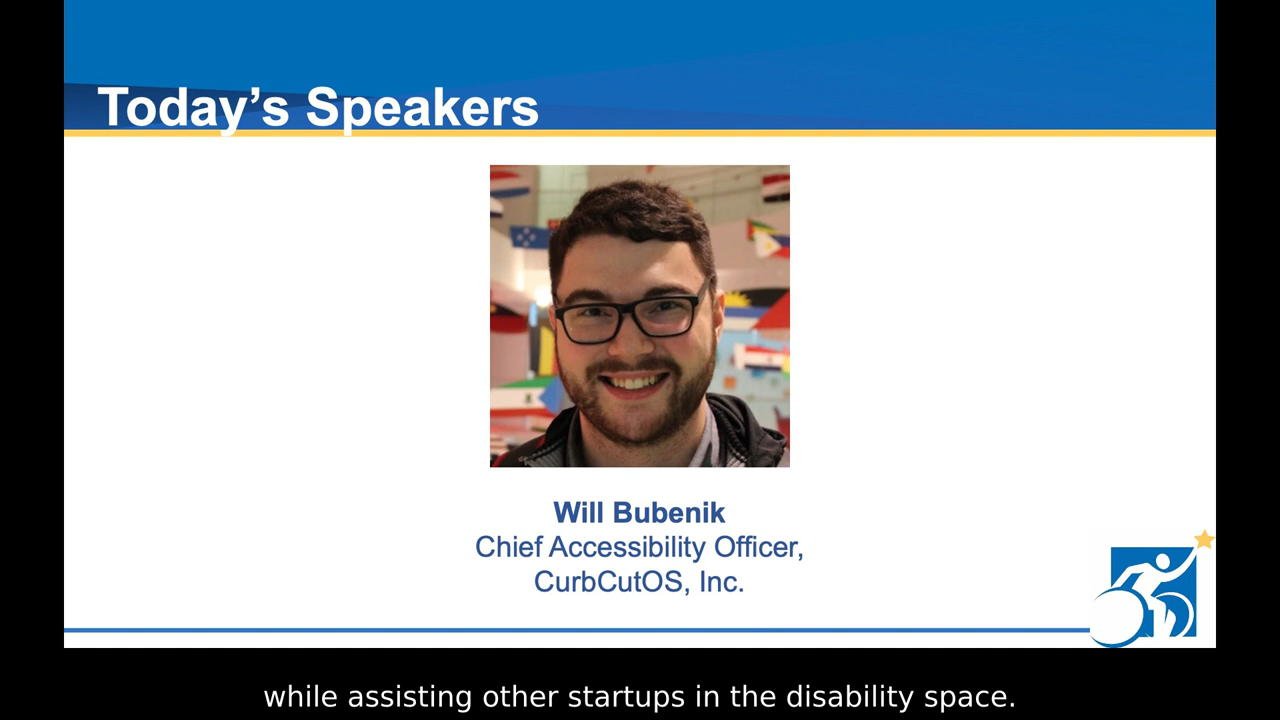 Today’s Speakers
Will Bubenik
Chief Accessibility Officer,
CurbCutOS, Inc.
while assisting other startups in the disability space.